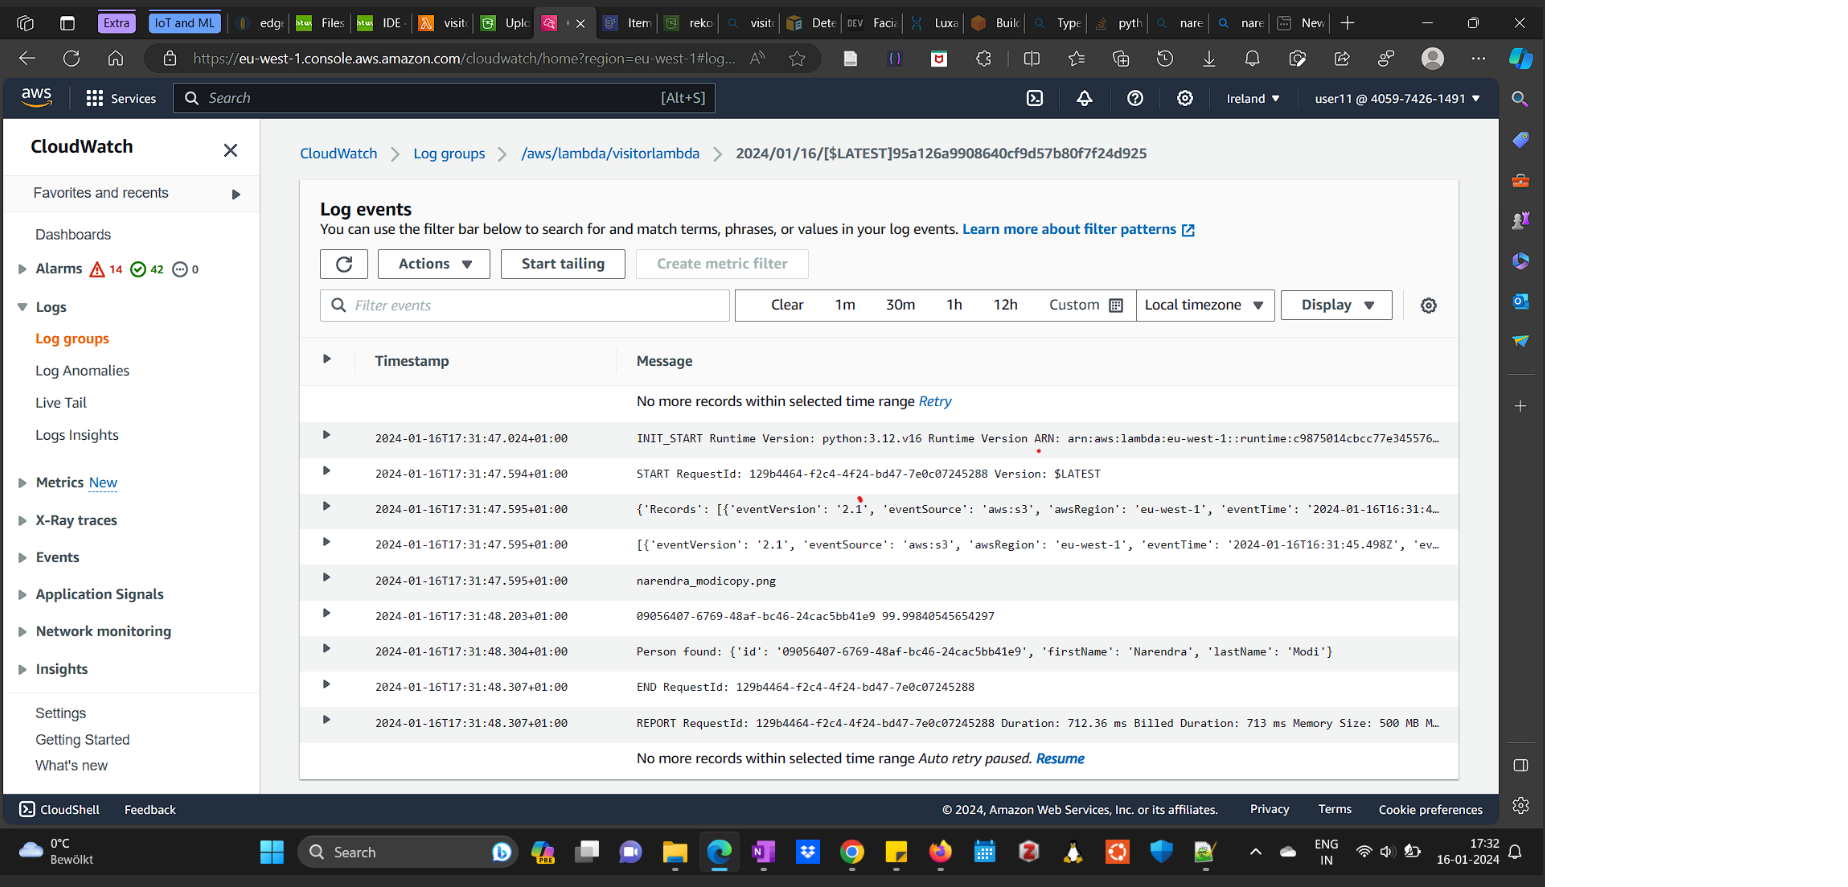 Extra
IoT and ML
edge
Files
IDE -
visito
Uplo
Item
reko
visito
Dete
DEV Facia
Luxa
Build
Type
pyth
nare
nare
New
https://eu-west-1.console.aws.amazon.com/cloudwatch/home?region=eu-west-1#log...
aws
Services
Search
[Alt+S]
Ireland
user11 @ 4059-7426-1491
CloudWatch
Favorites and recents
Dashboards
Alarms 14 42 0
Logs
Log groups
Log Anomalies
Live Tail
Logs Insights
Metrics New
X-Ray traces
Events
Application Signals
Network monitoring
Insights
Settings
Getting Started
What's new
CloudWatch
Log groups
/aws/lambda/visitorlambda
2024/01/16/[$LATEST]95a126a9908640cf9d57b80f7f24d925
Log events
You can use the filter bar below to search for and match terms, phrases, or values in your log events. Learn more about filter patterns
Actions
Start tailing
Create metric filter
Filter events
Clear
1m
30m
1h
12h
Custom
Local timezone
Display
Timestamp
Message
No more records within selected time range Retry
2024-01-16T17:31:47.024+01:00 INIT_START Runtime Version: python:3.12.v16 Runtime Version ARN: arn:aws:lambda:eu-west-1::runtime:c9875014cbcc77e345576…
2024-01-16T17:31:47.594+01:00 START RequestId: 129b4464-f2c4-4f24-bd47-7e0c07245288 Version: $LATEST
2024-01-16T17:31:47.595+01:00 {'Records': [{'eventVersion': '2.1', 'eventSource': 'aws:s3', 'awsRegion': 'eu-west-1', 'eventTime': '2024-01-16T16:31:4…
2024-01-16T17:31:47.595+01:00 [{'eventVersion': '2.1', 'eventSource': 'aws:s3', 'awsRegion': 'eu-west-1', 'eventTime': '2024-01-16T16:31:45.498Z', 'ev…
2024-01-16T17:31:47.595+01:00 narendra_modicopy.png
2024-01-16T17:31:48.203+01:00 09056407-6769-48af-bc46-24cac5bb41e9 99.99840545654297
2024-01-16T17:31:48.304+01:00 Person found: {'id': '09056407-6769-48af-bc46-24cac5bb41e9', 'firstName': 'Narendra', 'lastName': 'Modi'}
2024-01-16T17:31:48.307+01:00 END RequestId: 129b4464-f2c4-4f24-bd47-7e0c07245288
2024-01-16T17:31:48.307+01:00 REPORT RequestId: 129b4464-f2c4-4f24-bd47-7e0c07245288 Duration: 712.36 ms Billed Duration: 713 ms Memory Size: 500 MB M…
No more records within selected time range Auto retry paused. Resume
CloudShell
Feedback
© 2024, Amazon Web Services, Inc. or its affiliates.
Privacy
Terms
Cookie preferences
0°C
Bewölkt
Search
PRE
ENG
IN
17:32
16-01-2024